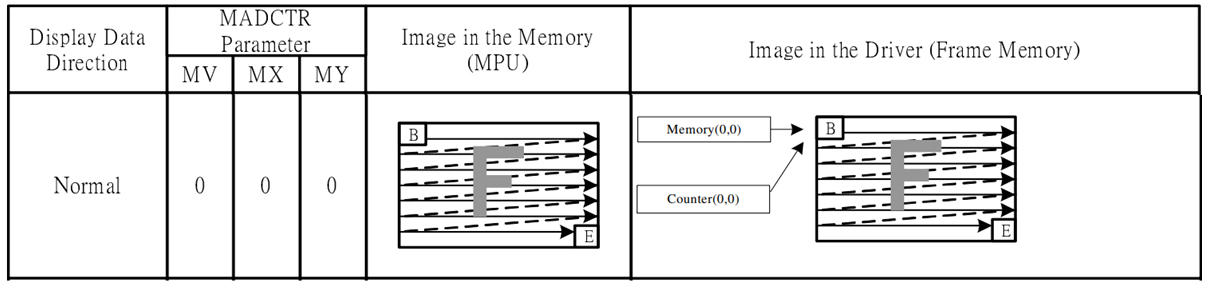 Display Data
Direction
MADCTR
Parameter
MV
MX
MY
Image in the Memory
(MPU)
Image in the Driver (Frame Memory)
Normal
0
0
0
B
F
E
Memory(0,0)
Counter(0,0)
B
F
E